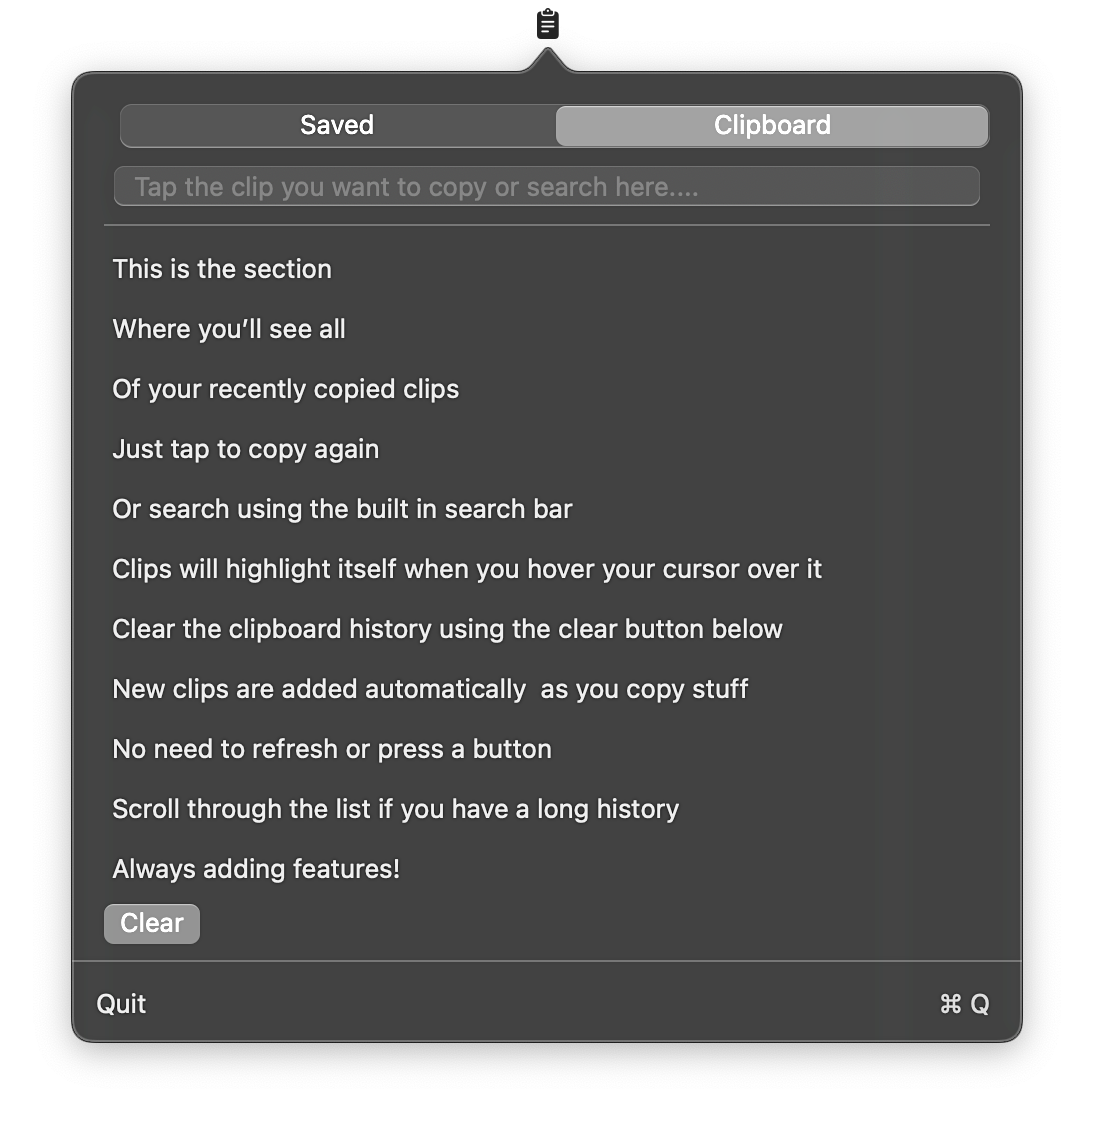 Saved Clipboard
Tap the clip you want to copy or search here....
This is the section
Where you’ll see all
Of your recently copied clips
Just tap to copy again
Or search using the built in search bar
Clips will highlight itself when you hover your cursor over it
Clear the clipboard history using the clear button below
New clips are added automatically  as you copy stuff
No need to refresh or press a button
Scroll through the list if you have a long history
Always adding features!
Clear
Quit ⌘ Q